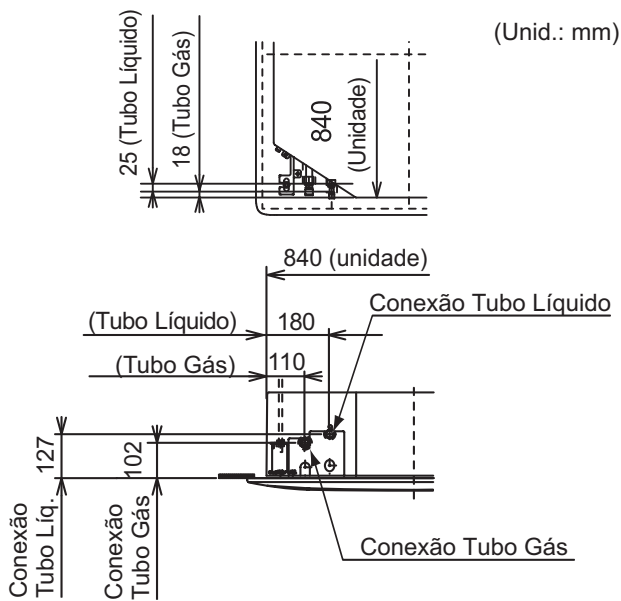 (Unid.: mm)
25 (Tubo Líquido)
18 (Tubo Gás)
840
(Unidade)
840 (unidade)
Conexão Tubo Líquido
(Tubo Líquido)
180
(Tubo Gás)
110
127
102
Conexão
Tubo Líq.
Conexão
Tubo Gás
Conexão Tubo Gás